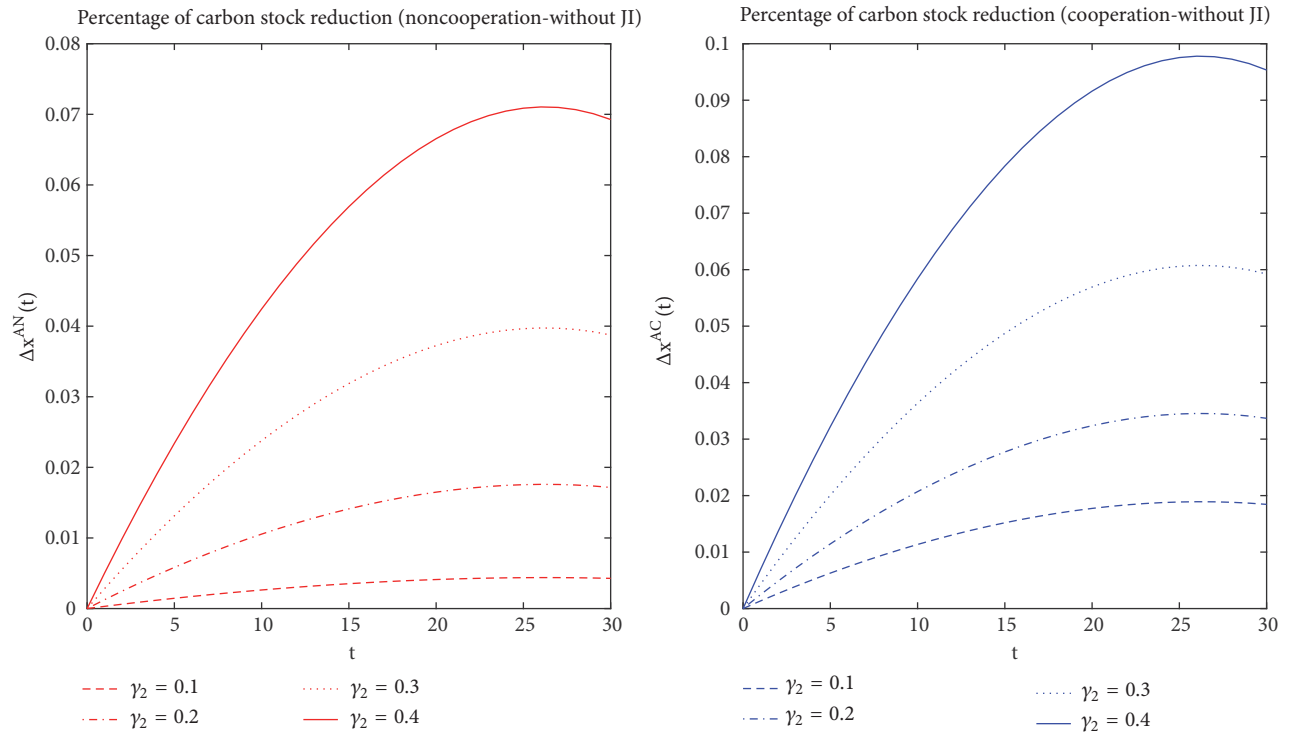 Percentage of carbon stock reduction (noncooperation-without JI)
0.08
0.07
0.06
0.05
0.04
0.03
0.02
0.01
0
Δx^AN(t)
0 5 10 15 20 25 30
t
γ₂ = 0.1
γ₂ = 0.2
γ₂ = 0.3
γ₂ = 0.4
Percentage of carbon stock reduction (cooperation-without JI)
0.1
0.09
0.08
0.07
0.06
0.05
0.04
0.03
0.02
0.01
0
Δx^AC(t)
0 5 10 15 20 25 30
t
γ₂ = 0.1
γ₂ = 0.2
γ₂ = 0.3
γ₂ = 0.4